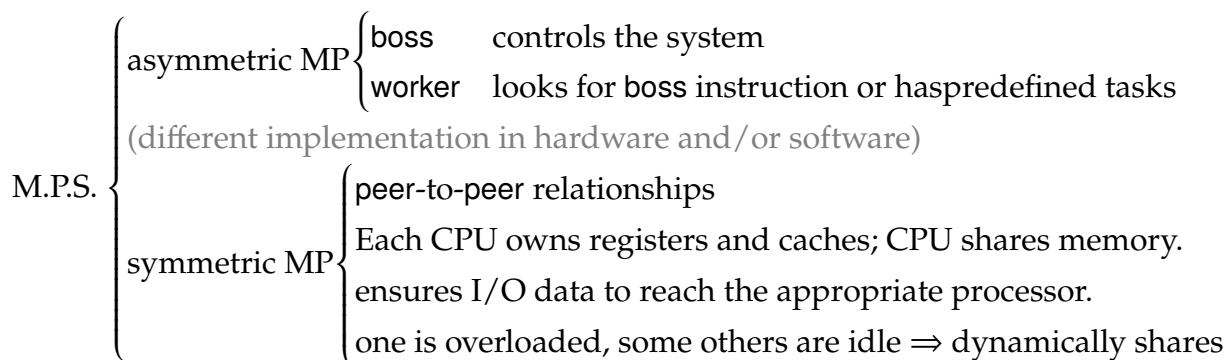 M.P.S.
asymmetric MP
boss controls the system
worker looks for boss instruction or haspredefined tasks
(different implementation in hardware and/or software)
symmetric MP
peer-to-peer relationships
Each CPU owns registers and caches; CPU shares memory.
ensures I/O data to reach the appropriate processor.
one is overloaded, some others are idle ⇒ dynamically shares